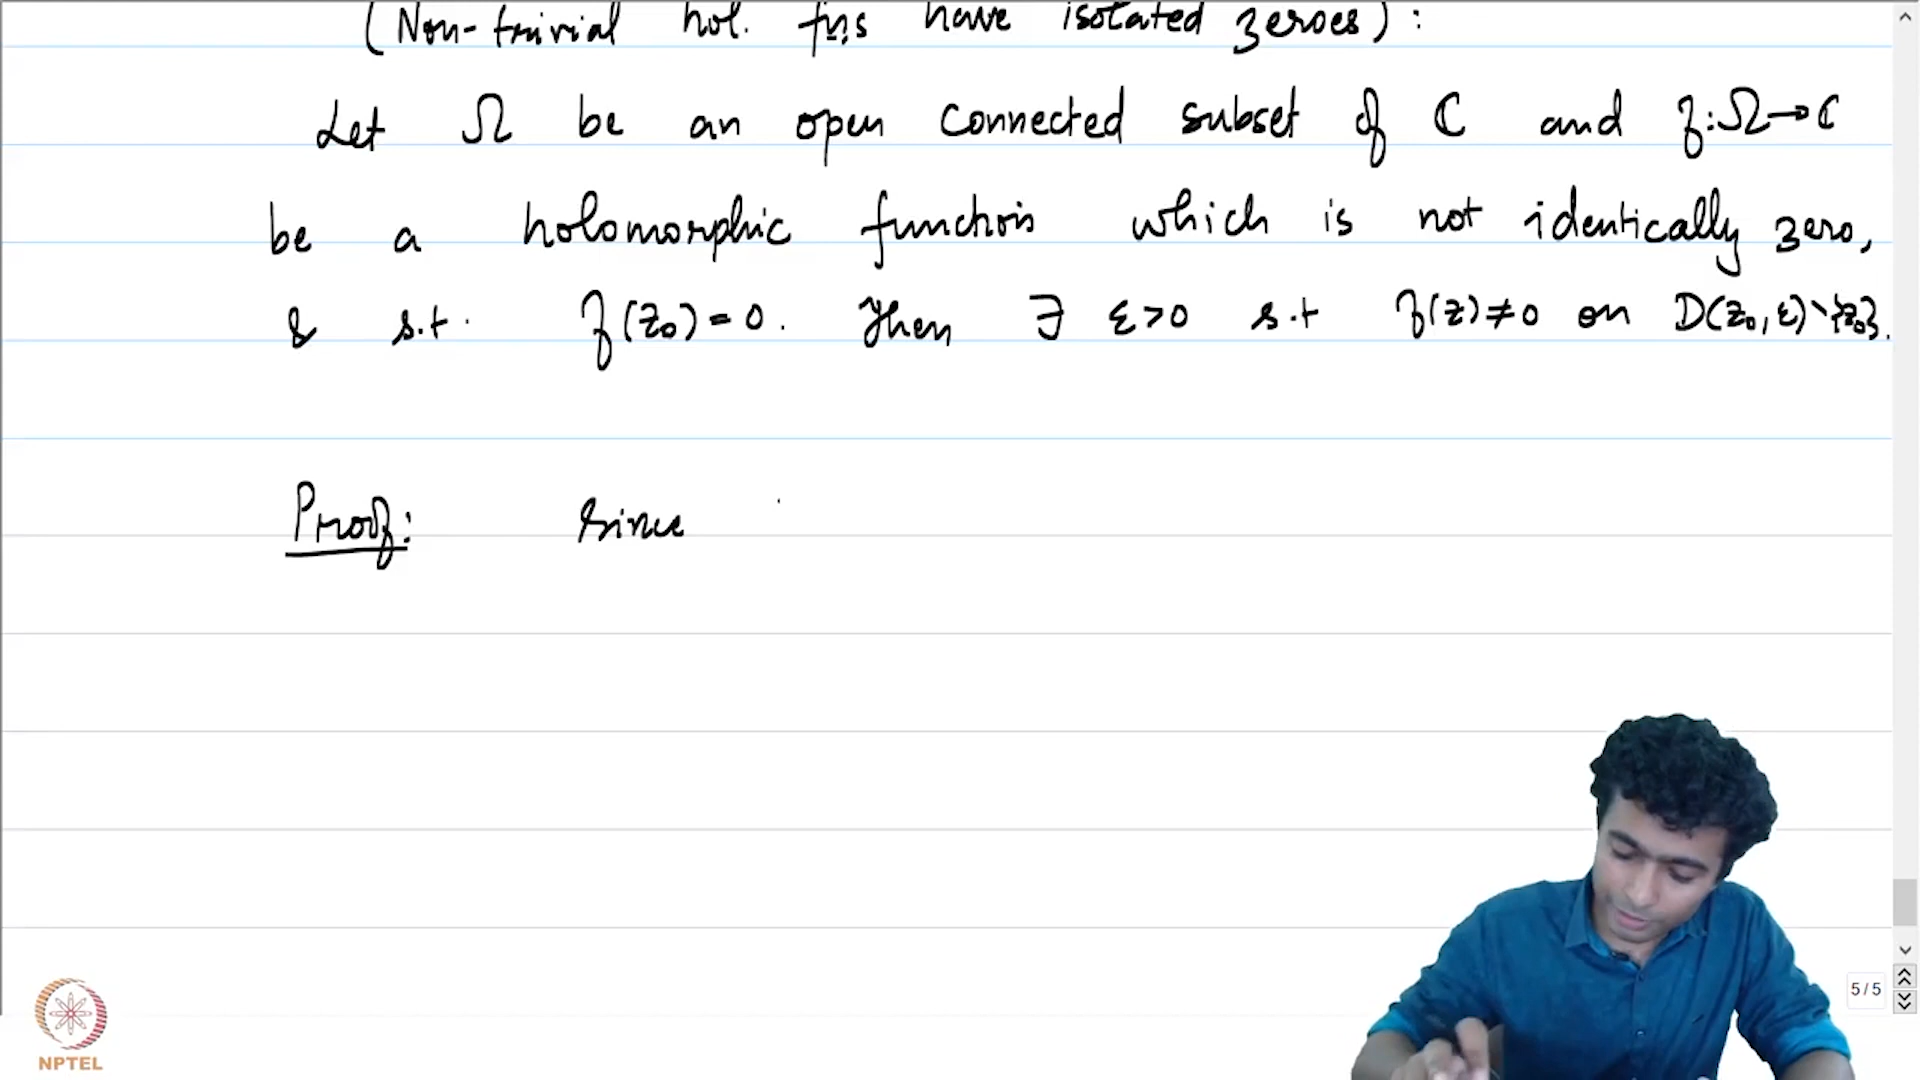 (Non-trivial hol. fns have isolated zeroes) :
Let Ω be an open connected subset of ℂ and f:Ω→ℂ
be a holomorphic function which is not identically zero,
& s.t. f(z₀)=0. Then ∃ ε>0 s.t f(z)≠0 on D(z₀,ε)\{z₀}.
Proof: Since
5 / 5
NPTEL